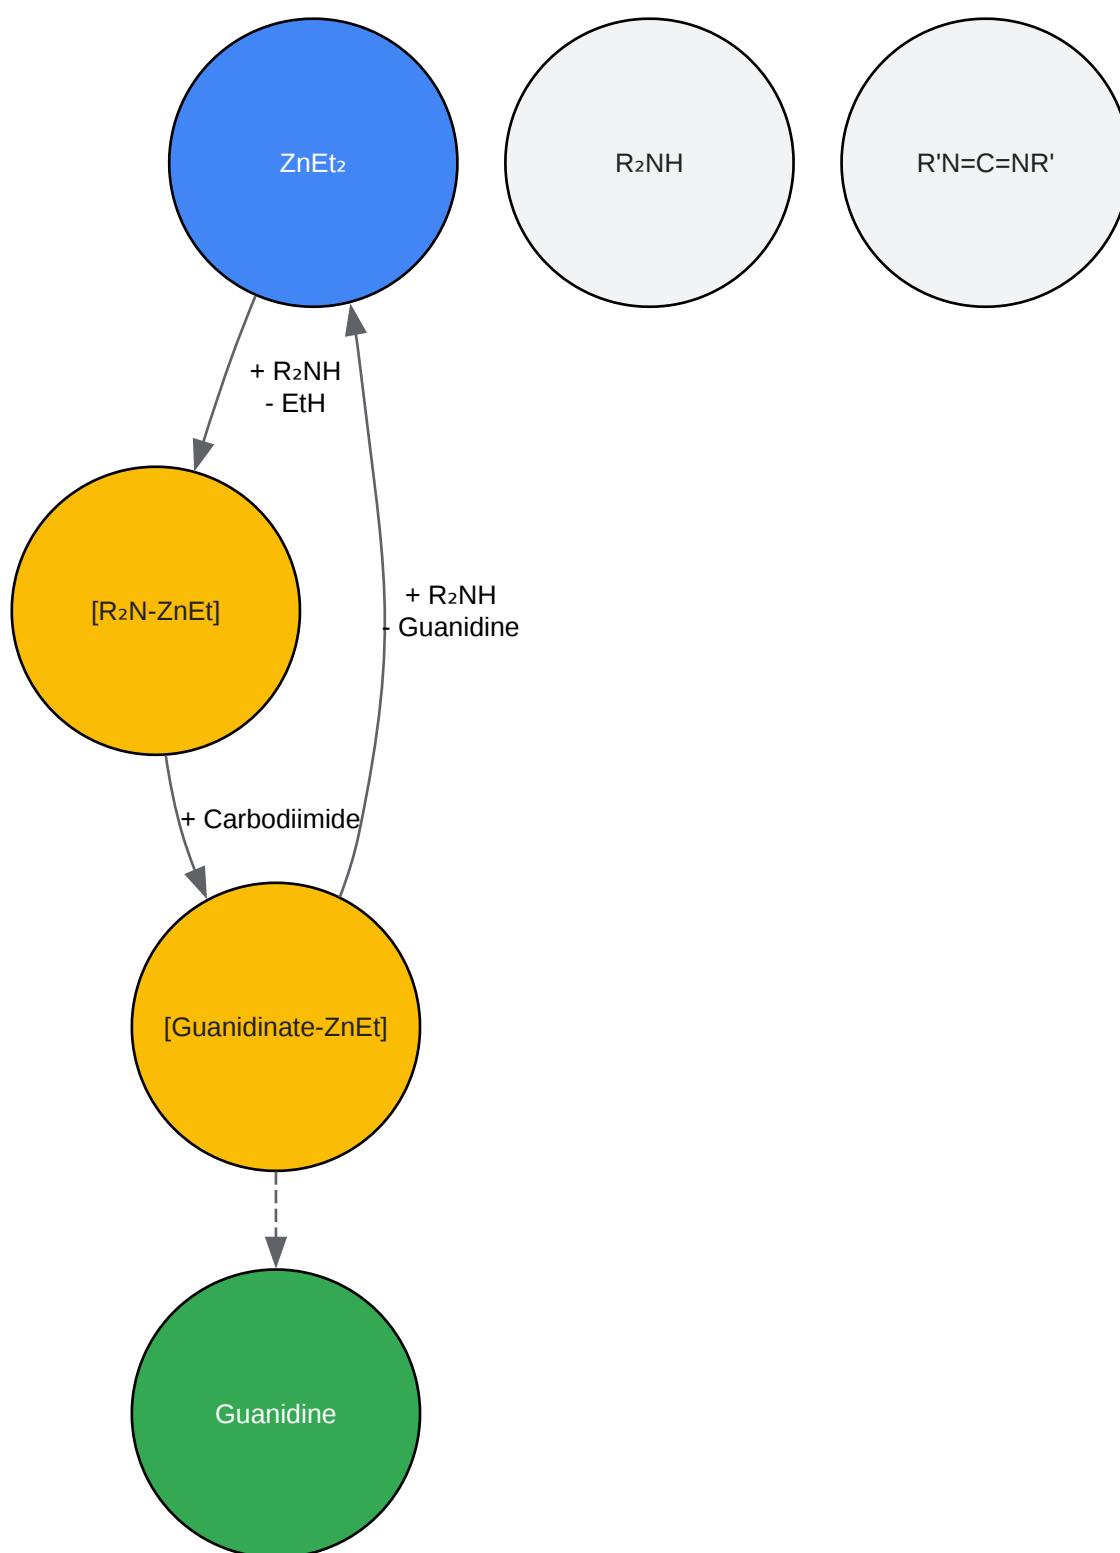 ZnEt₂
R₂NH
R'N=C=NR'
+ R₂NH
- EtH
[R₂N-ZnEt]
+ R₂NH
- Guanidine
+ Carbodiimide
[Guanidinate-ZnEt]
Guanidine